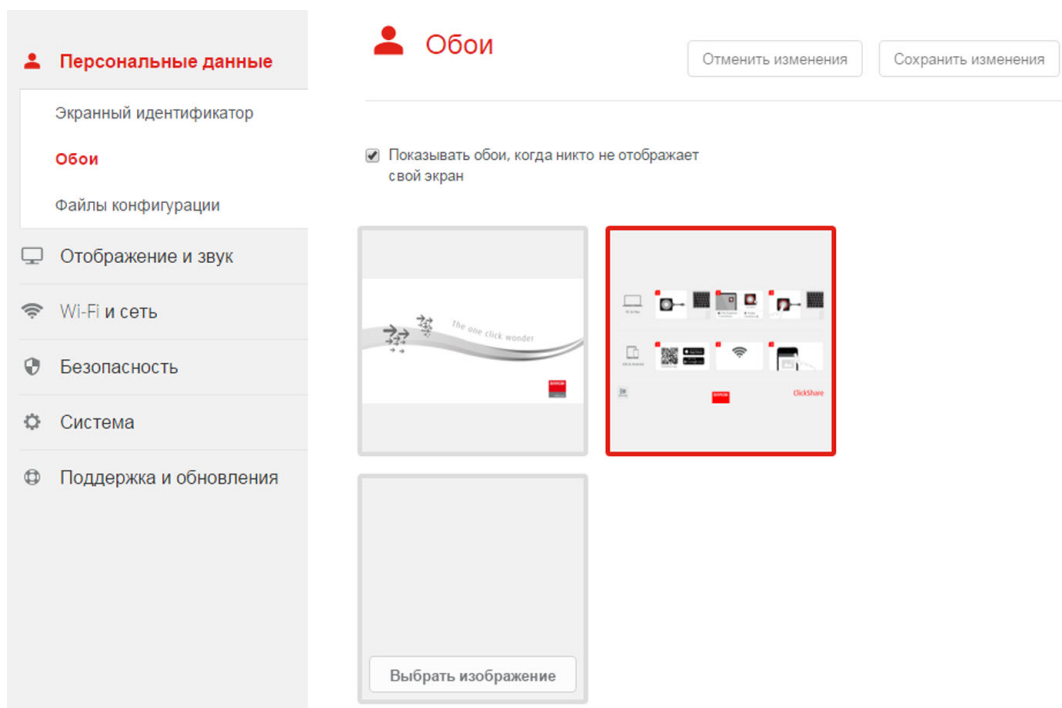 Персональные данные
Экранный идентификатор
Обои
Файлы конфигурации
Отображение и звук
Wi-Fi и сеть
Безопасность
Система
Поддержка и обновления
Обои
Отменить изменения
Сохранить изменения
Показывать обои, когда никто не отображает
свой экран
The one click wonder
ClickShare
Выбрать изображение